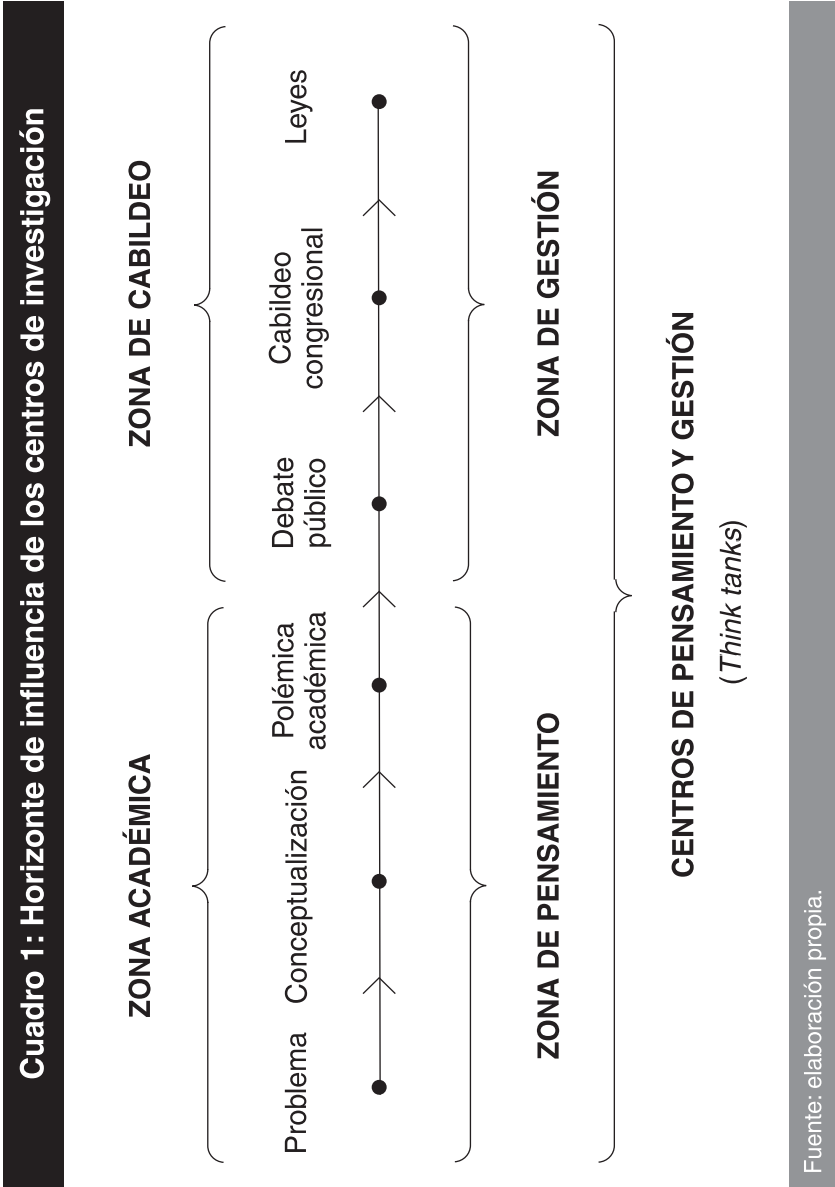 Cuadro 1: Horizonte de influencia de los centros de investigación
ZONA ACADÉMICA
ZONA DE CABILDEO
Problema
Conceptualización
Polémica
académica
Debate
público
Cabildeo
congresional
Leyes
ZONA DE PENSAMIENTO
ZONA DE GESTIÓN
CENTROS DE PENSAMIENTO Y GESTIÓN
(Think tanks)
Fuente: elaboración propia.